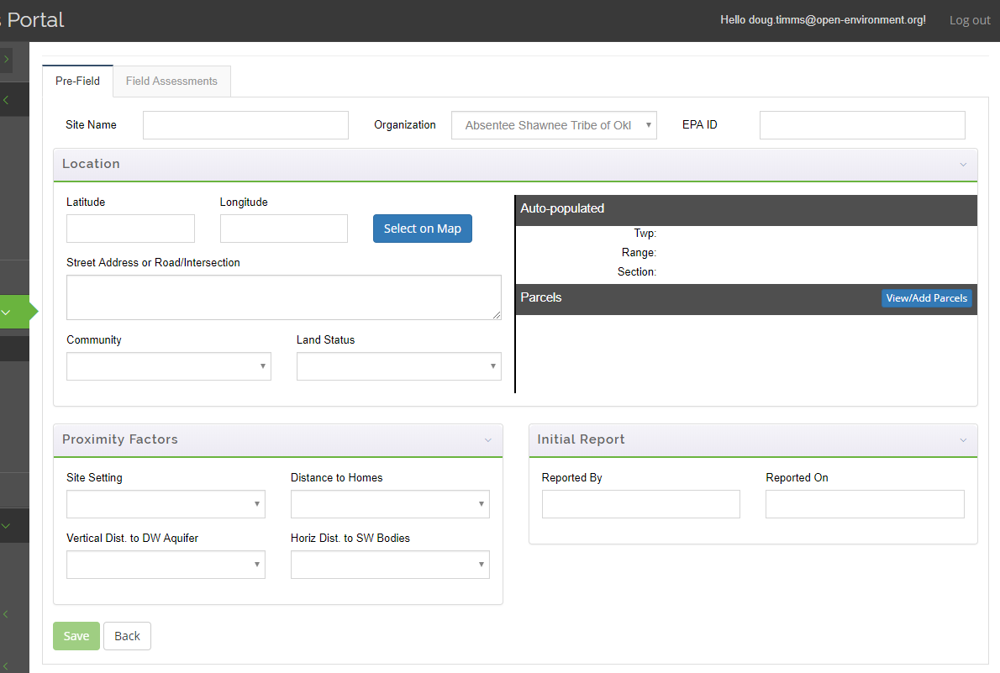 s Portal
Hello doug.timms@open-environment.org!
Log out
Pre-Field
Field Assessments
Site Name
Organization
Absentee Shawnee Tribe of Okl
EPA ID
Location
Latitude
Longitude
Select on Map
Street Address or Road/Intersection
Community
Land Status
Auto-populated
Twp:
Range:
Section:
Parcels
View/Add Parcels
Proximity Factors
Site Setting
Distance to Homes
Vertical Dist. to DW Aquifer
Horiz Dist. to SW Bodies
Initial Report
Reported By
Reported On
Save
Back